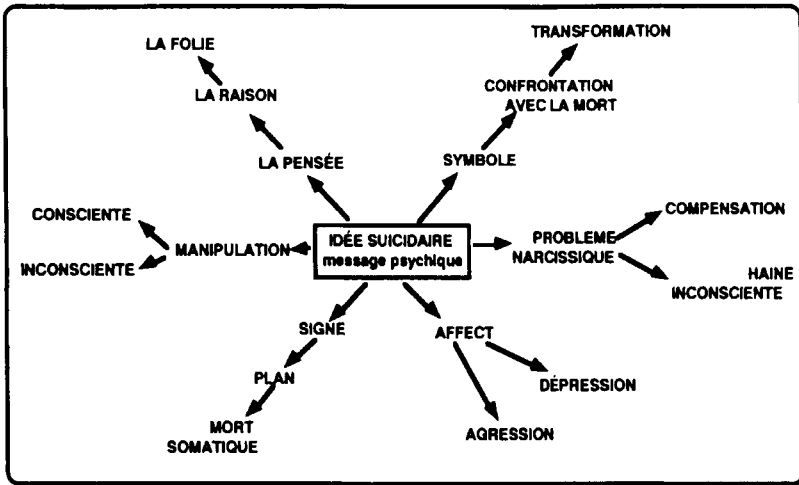 TRANSFORMATION
LA FOLIE
CONFRONTATION
AVEC LA MORT
LA RAISON
LA PENSÉE
SYMBOLE
CONSCIENTE
COMPENSATION
IDÉE SUICIDAIRE
message psychique
PROBLEME
NARCISSIQUE
MANIPULATION
INCONSCIENTE
HAINE
INCONSCIENTE
SIGNE
AFFECT
PLAN
DÉPRESSION
MORT
SOMATIQUE
AGRESSION